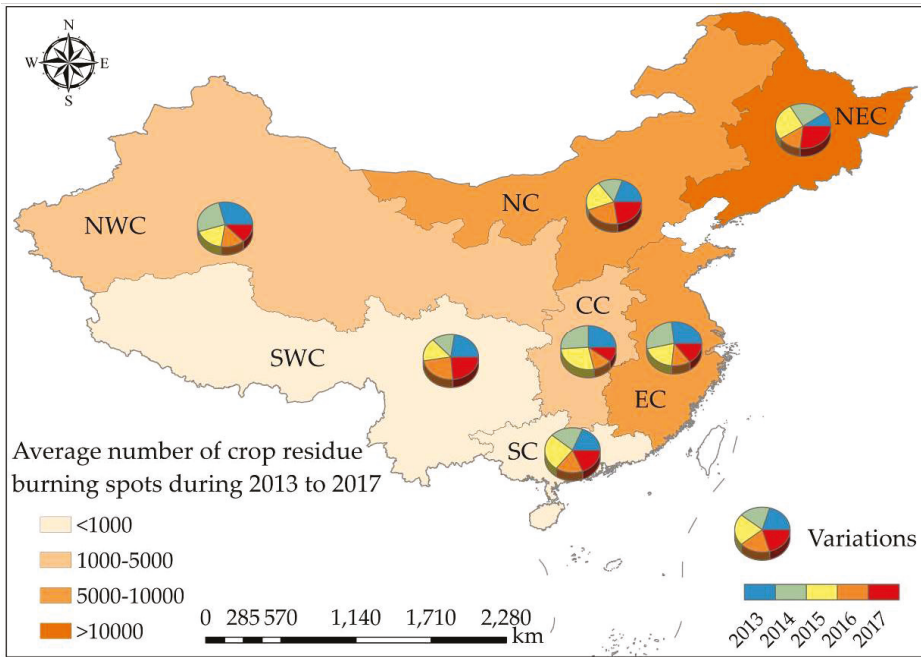 N
W E
S
NEC
NC
NWC
CC
SWC
EC
SC
Average number of crop residue
burning spots during 2013 to 2017
<1000
1000-5000
5000-10000
>10000
0 285 570 1,140 1,710 2,280
km
Variations
2013 2014 2015 2016 2017